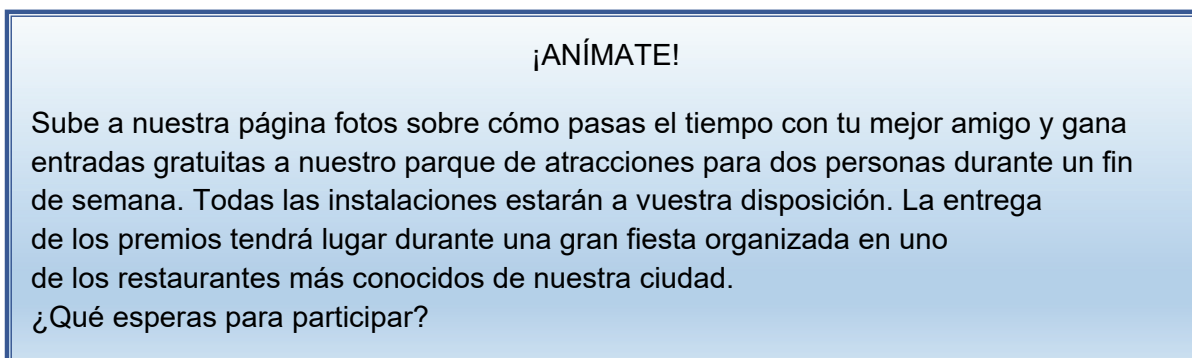 ¡ANÍMATE!
Sube a nuestra página fotos sobre cómo pasas el tiempo con tu mejor amigo y gana
entradas gratuitas a nuestro parque de atracciones para dos personas durante un fin
de semana. Todas las instalaciones estarán a vuestra disposición. La entrega
de los premios tendrá lugar durante una gran fiesta organizada en uno
de los restaurantes más conocidos de nuestra ciudad.
¿Qué esperas para participar?